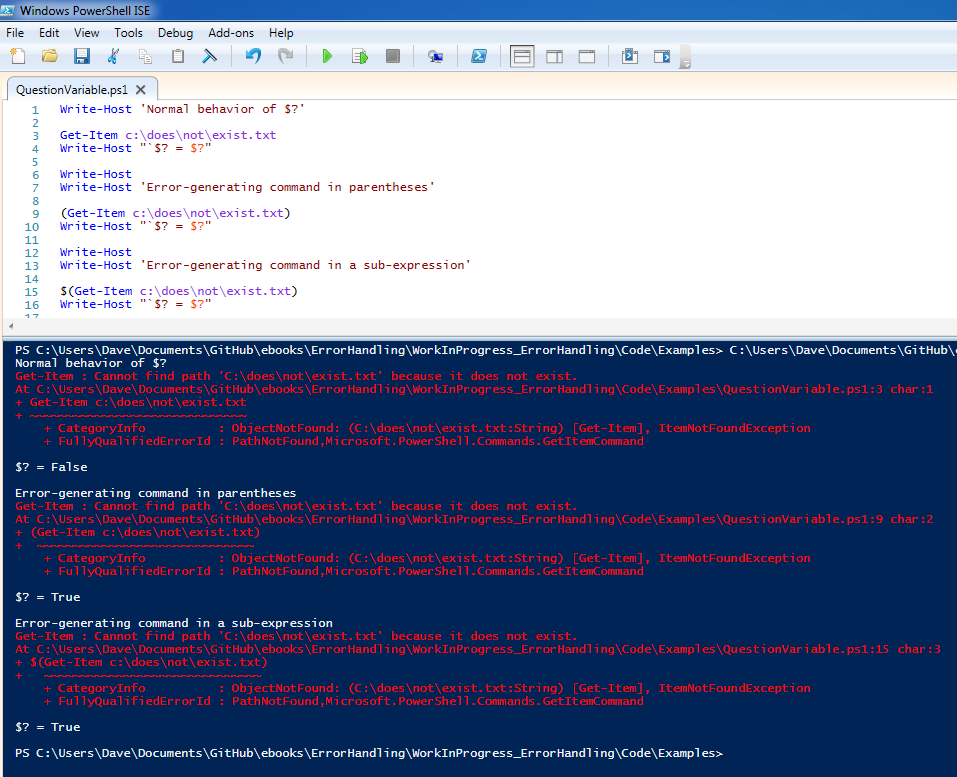 Windows PowerShell ISE
File Edit View Tools Debug Add-ons Help
QuestionVariable.ps1
1 Write-Host 'Normal behavior of $?'
2
3 Get-Item c:\does\not\exist.txt
4 Write-Host "`$? = $?"
5
6 Write-Host
7 Write-Host 'Error-generating command in parentheses'
8
9 (Get-Item c:\does\not\exist.txt)
10 Write-Host "`$? = $?"
11
12 Write-Host
13 Write-Host 'Error-generating command in a sub-expression'
14
15 $(Get-Item c:\does\not\exist.txt)
16 Write-Host "`$? = $?"
17
PS C:\Users\Dave\Documents\GitHub\ebooks\ErrorHandling\WorkInProgress_ErrorHandling\Code\Examples> C:\Users\Dave\Documents\GitHub\
Normal behavior of $?
Get-Item : Cannot find path 'C:\does\not\exist.txt' because it does not exist.
At C:\Users\Dave\Documents\GitHub\ebooks\ErrorHandling\WorkInProgress_ErrorHandling\Code\Examples\QuestionVariable.ps1:3 char:1
+ Get-Item c:\does\not\exist.txt
+ ~~~~~~~~~~~~~~~~~~~~~~~~~~~~~~
+ CategoryInfo : ObjectNotFound: (C:\does\not\exist.txt:String) [Get-Item], ItemNotFoundException
+ FullyQualifiedErrorId : PathNotFound,Microsoft.PowerShell.Commands.GetItemCommand
$? = False
Error-generating command in parentheses
Get-Item : Cannot find path 'C:\does\not\exist.txt' because it does not exist.
At C:\Users\Dave\Documents\GitHub\ebooks\ErrorHandling\WorkInProgress_ErrorHandling\Code\Examples\QuestionVariable.ps1:9 char:2
+ (Get-Item c:\does\not\exist.txt)
+ ~~~~~~~~~~~~~~~~~~~~~~~~~~~~~~
+ CategoryInfo : ObjectNotFound: (C:\does\not\exist.txt:String) [Get-Item], ItemNotFoundException
+ FullyQualifiedErrorId : PathNotFound,Microsoft.PowerShell.Commands.GetItemCommand
$? = True
Error-generating command in a sub-expression
Get-Item : Cannot find path 'C:\does\not\exist.txt' because it does not exist.
At C:\Users\Dave\Documents\GitHub\ebooks\ErrorHandling\WorkInProgress_ErrorHandling\Code\Examples\QuestionVariable.ps1:15 char:3
+ $(Get-Item c:\does\not\exist.txt)
+ ~~~~~~~~~~~~~~~~~~~~~~~~~~~~~~
+ CategoryInfo : ObjectNotFound: (C:\does\not\exist.txt:String) [Get-Item], ItemNotFoundException
+ FullyQualifiedErrorId : PathNotFound,Microsoft.PowerShell.Commands.GetItemCommand
$? = True
PS C:\Users\Dave\Documents\GitHub\ebooks\ErrorHandling\WorkInProgress_ErrorHandling\Code\Examples>